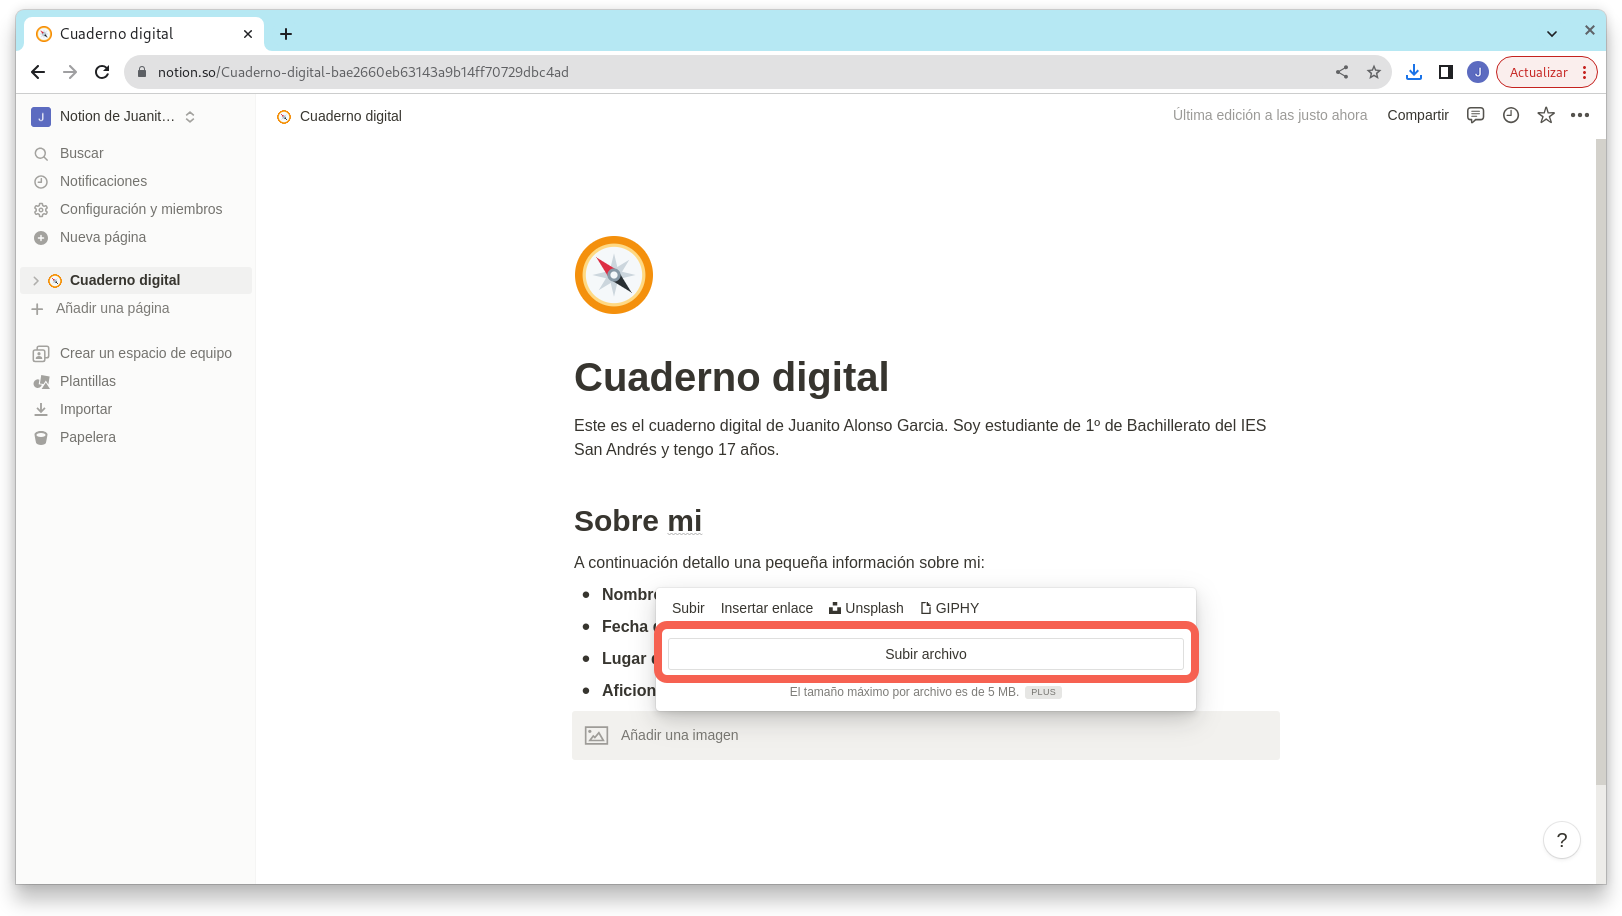 Cuaderno digital
notion.so/Cuaderno-digital-bae2660eb63143a9b14ff70729dbc4ad
J
Actualizar
J
Notion de Juanit…
Cuaderno digital
Última edición a las justo ahora
Compartir
Buscar
Notificaciones
Configuración y miembros
Nueva página
Cuaderno digital
Añadir una página
Crear un espacio de equipo
Plantillas
Importar
Papelera
Cuaderno digital
Este es el cuaderno digital de Juanito Alonso Garcia. Soy estudiante de 1º de Bachillerato del IES
San Andrés y tengo 17 años.
Sobre mi
A continuación detallo una pequeña información sobre mi:
Nombre
Fecha
Lugar
Aficion
Subir Insertar enlace Unsplash GIPHY
Subir archivo
El tamaño máximo por archivo es de 5 MB. PLUS
Añadir una imagen
?